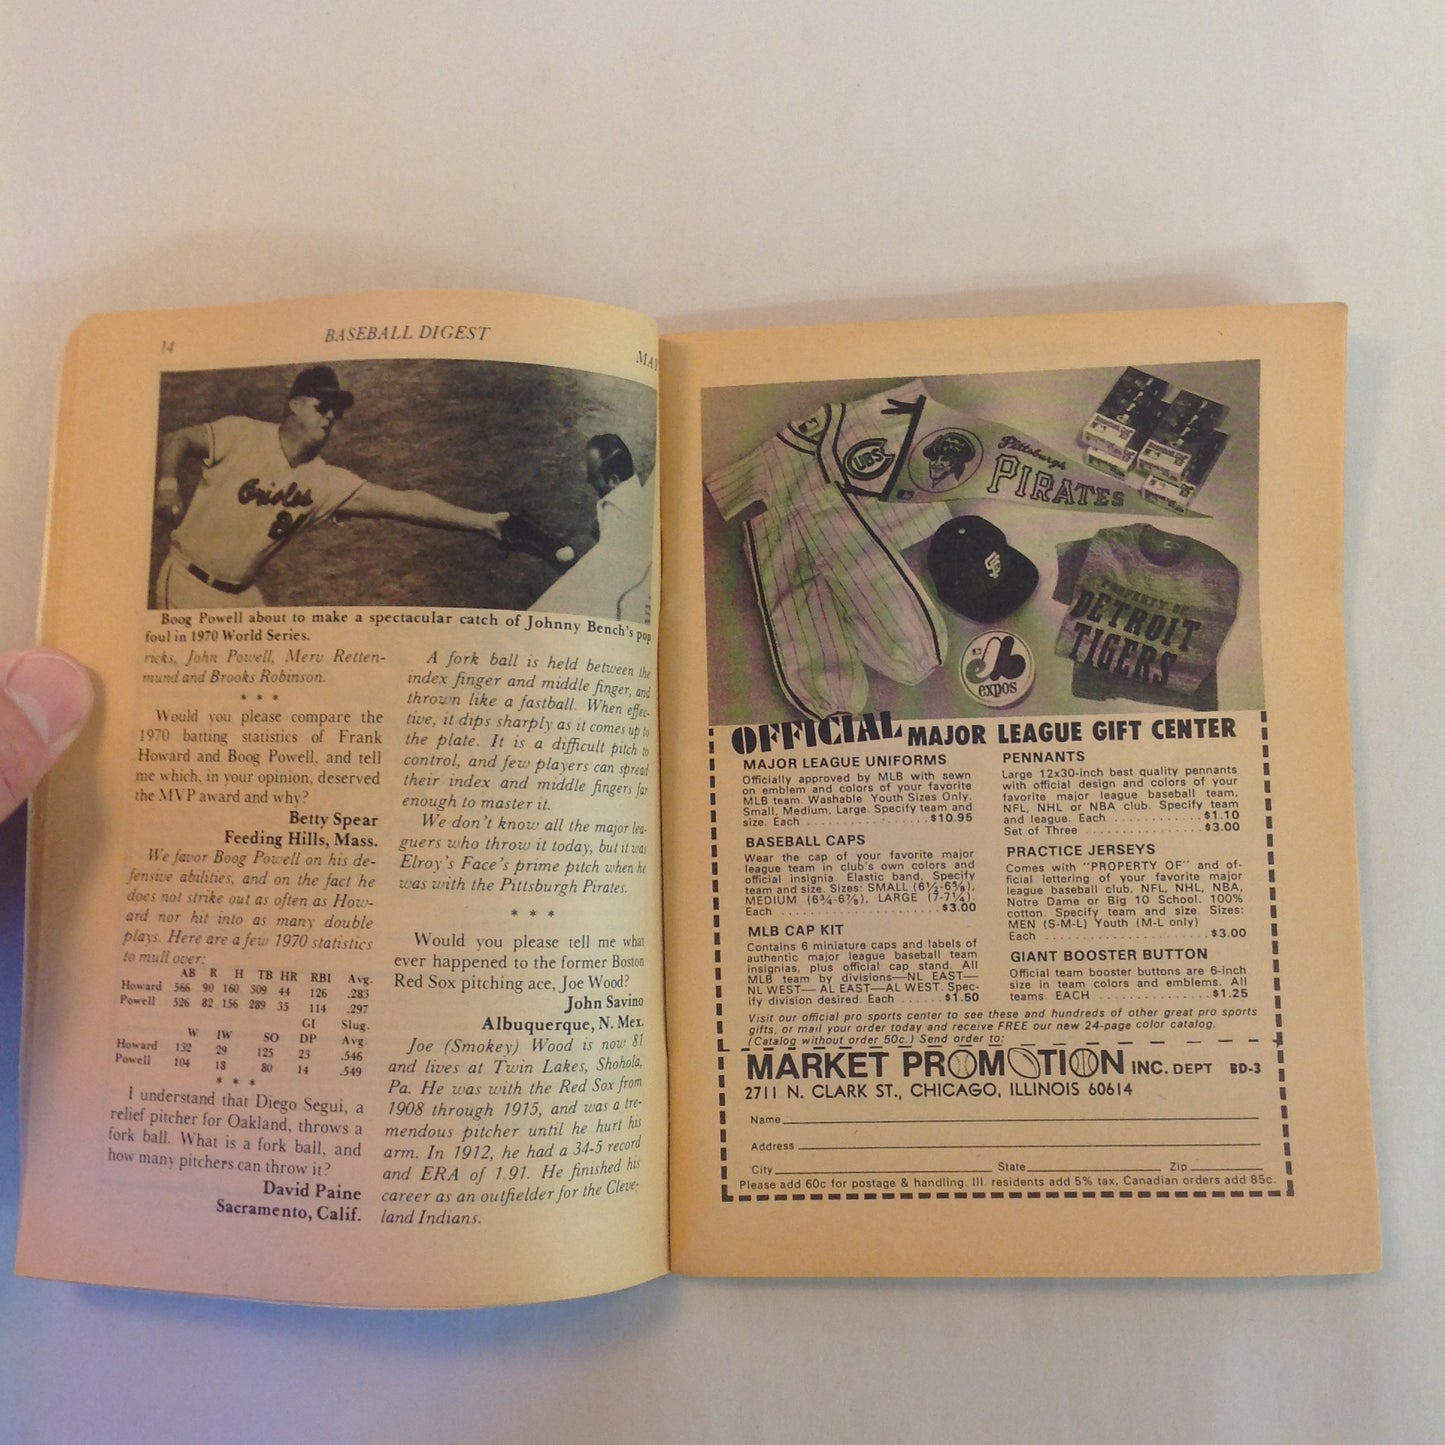 14
BASEBALL DIGEST
MAY
Orioles
Boog Powell about to make a spectacular catch of Johnny Bench's pop
foul in 1970 World Series.
ricks, John Powell, Merv Retten-
mund and Brooks Robinson.
* * *
Would you please compare the
1970 batting statistics of Frank
Howard and Boog Powell, and tell
me which, in your opinion, deserved
the MVP award and why?
Betty Spear
Feeding Hills, Mass.
We favor Boog Powell on his de-
fensive abilities, and on the fact he
does not strike out as often as How-
ard nor hit into as many double
plays. Here are a few 1970 statistics
to mull over:
AB R H TB HR RBI Avg.
Howard 566 90 160 309 44 126 .283
Powell 526 82 156 289 35 114 .297
GI Slug.
W IW SO DP Avg.
Howard 132 29 125 23 .546
Powell 104 18 80 14 .549
* * *
I understand that Diego Segui, a
relief pitcher for Oakland, throws a
fork ball. What is a fork ball, and
how many pitchers can throw it?
David Paine
Sacramento, Calif.
A fork ball is held between the
index finger and middle finger, and
thrown like a fastball. When effec-
tive, it dips sharply as it comes up to
the plate. It is a difficult pitch to
control, and few players can spread
their index and middle fingers far
enough to master it.
We don't know all the major lea-
guers who throw it today, but it was
Elroy's Face's prime pitch when he
was with the Pittsburgh Pirates.
* * *
Would you please tell me what
ever happened to the former Boston
Red Sox pitching ace, Joe Wood?
John Savino
Albuquerque, N. Mex.
Joe (Smokey) Wood is now 81
and lives at Twin Lakes, Shohola,
Pa. He was with the Red Sox from
1908 through 1915, and was a tre-
mendous pitcher until he hurt his
arm. In 1912, he had a 34-5 record
and ERA of 1.91. He finished his
career as an outfielder for the Cleve-
land Indians.
CUBS
Pittsburgh
PIRATES
SF
PROPERTY OF
DETROIT
TIGERS
expos
OFFICIAL MAJOR LEAGUE GIFT CENTER
MAJOR LEAGUE UNIFORMS
Officially approved by MLB with sewn
on emblem and colors of your favorite
MLB team. Washable. Youth Sizes Only.
Small, Medium, Large. Specify team and
size. Each . . . . . . . . . . . . . . $10.95
BASEBALL CAPS
Wear the cap of your favorite major
league team in club's own colors and
official insignia. Elastic band. Specify
team and size. Sizes: SMALL (6½-6⅝),
MEDIUM (6¾-6⅞), LARGE (7-7¼).
Each . . . . . . . . . . . . . . . . . . $3.00
MLB CAP KIT
Contains 6 miniature caps and labels of
authentic major league baseball team
insignias, plus official cap stand. All
MLB team by divisions—NL EAST—
NL WEST— AL EAST—AL WEST. Spec-
ify division desired. Each . . . . . . $1.50
PENNANTS
Large 12x30-inch best quality pennants
with official design and colors of your
favorite major league baseball team,
NFL, NHL or NBA club. Specify team
and league. Each . . . . . . . . . . . . $1.10
Set of Three . . . . . . . . . . . . . . . $3.00
PRACTICE JERSEYS
Comes with "PROPERTY OF" and of-
ficial lettering of your favorite major
league baseball club, NFL, NHL, NBA,
Notre Dame or Big 10 School. 100%
cotton. Specify team and size. Sizes:
MEN (S-M-L) Youth (M-L only)
Each . . . . . . . . . . . . . . . . . . . . $3.00
GIANT BOOSTER BUTTON
Official team booster buttons are 6-inch
size in team colors and emblems. All
teams. EACH . . . . . . . . . . . . . . $1.25
Visit our official pro sports center to see these and hundreds of other great pro sports
gifts, or mail your order today and receive FREE our new 24-page color catalog.
(Catalog without order 50c.) Send order to:
MARKET PROMOTION INC. DEPT BD-3
2711 N. CLARK ST., CHICAGO, ILLINOIS 60614
Name
Address
City State Zip
Please add 60c for postage & handling. Ill residents add 5% tax, Canadian orders add 85c.